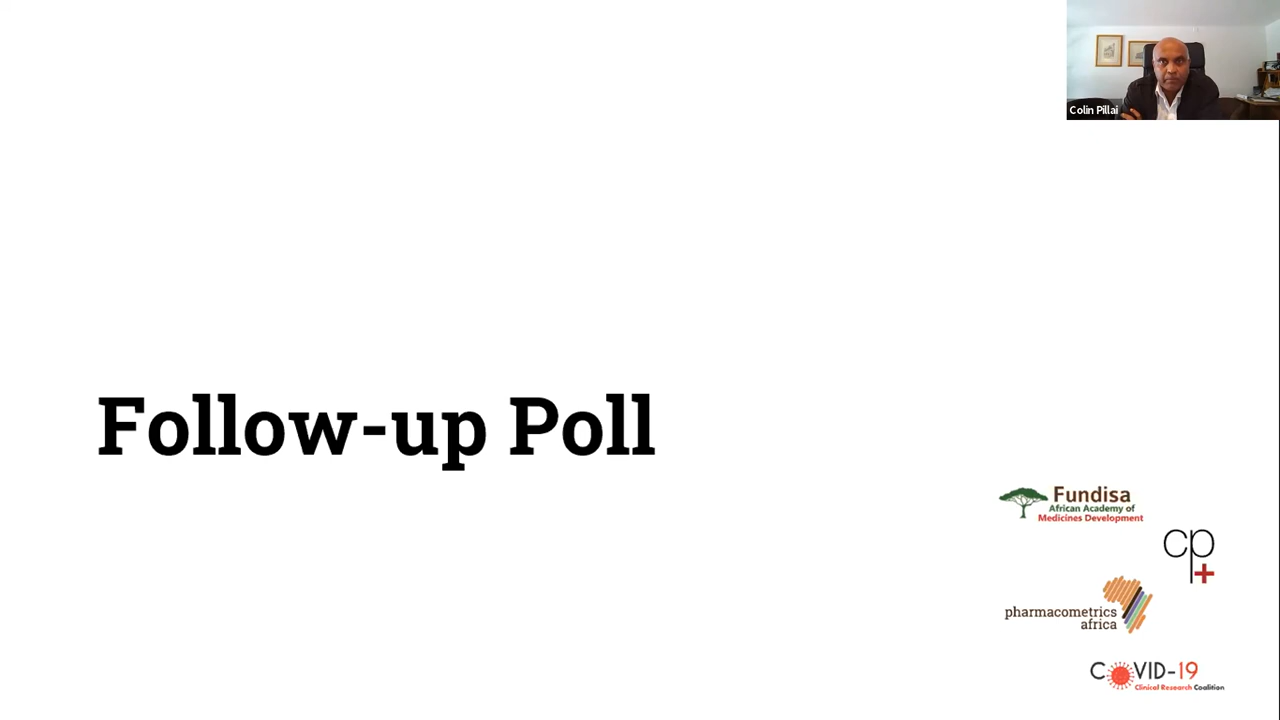 Colin Pillai
Follow-up Poll
Fundisa
African Academy of
Medicines Development
cp+
pharmacometrics
africa
COVID-19
Clinical Research Coalition